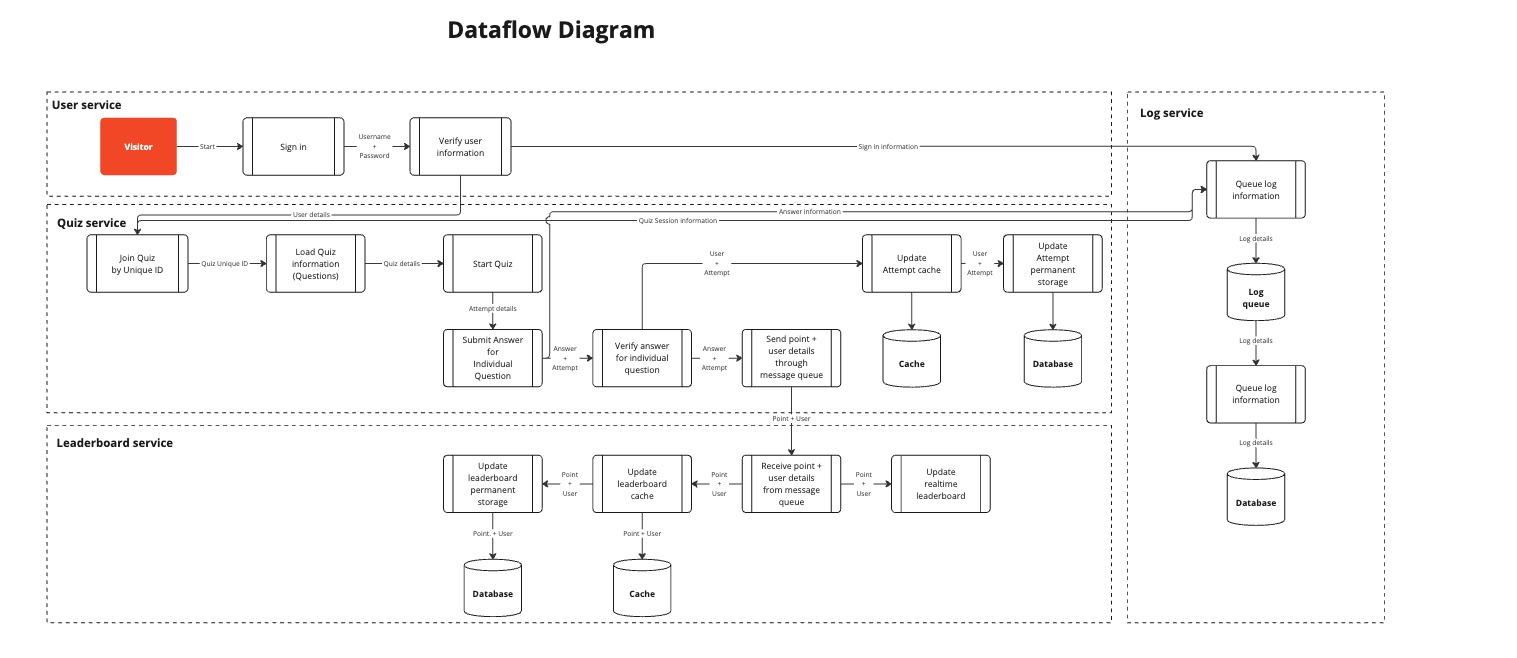 Dataflow Diagram
User service
Log service
Visitor
Start
Sign in
Username
+
Password
Verify user
information
Sign in information
Queue log
information
User details
Answer information
Quiz Session information
Quiz service
Join Quiz
by Unique ID
Quiz Unique ID
Load Quiz
information
(Questions)
Quiz details
Start Quiz
User
+
Attempt
Update
Attempt cache
User
+
Attempt
Update
Attempt
permanent
storage
Log details
Log
queue
Attempt details
Submit Answer
for
Individual
Question
Answer
+
Attempt
Verify answer
for individual
question
Answer
+
Attempt
Send point +
user details
through
message queue
Cache
Database
Log details
Queue log
information
Point + User
Leaderboard service
Log details
Update
leaderboard
permanent
storage
Point
+
User
Update
leaderboard
cache
Point
+
User
Receive point +
user details
from message
queue
Point
+
User
Update
realtime
leaderboard
Database
Point. + User
Point + User
Database
Cache